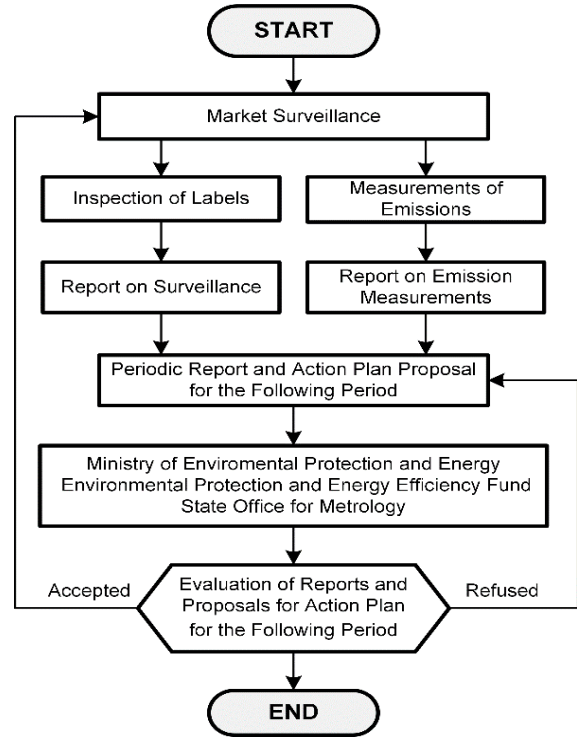 START
Market Surveillance
Inspection of Labels
Measurements of
Emissions
Report on Surveillance
Report on Emission
Measurements
Periodic Report and Action Plan Proposal
for the Following Period
Ministry of Enviromental Protection and Energy
Environmental Protection and Energy Efficiency Fund
State Office for Metrology
Accepted
Evaluation of Reports and
Proposals for Action Plan
for the Following Period
Refused
END